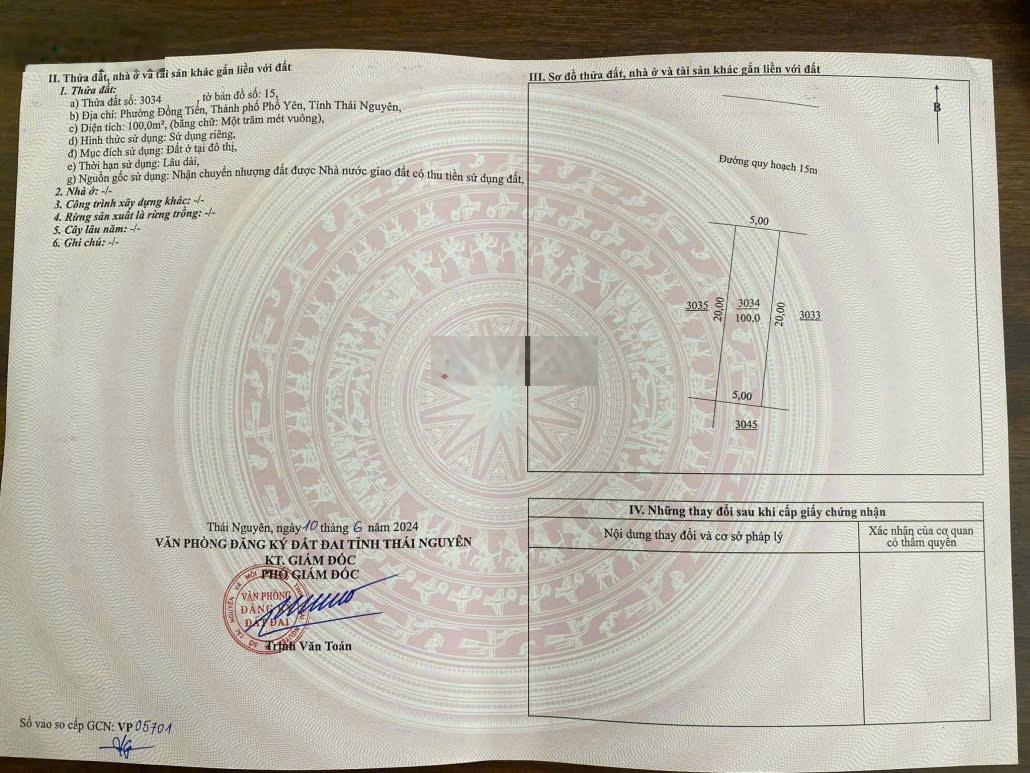 II. Thửa đất, nhà ở và tài sản khác gắn liền với đất
1. Thửa đất:
a) Thửa đất số: 3034 , tờ bản đồ số: 15,
b) Địa chỉ: Phường Đồng Tiến, Thành phố Phổ Yên, Tỉnh Thái Nguyên,
c) Diện tích: 100,0m², (bằng chữ: Một trăm mét vuông),
d) Hình thức sử dụng: Sử dụng riêng,
đ) Mục đích sử dụng: Đất ở tại đô thị,
e) Thời hạn sử dụng: Lâu dài,
g) Nguồn gốc sử dụng: Nhận chuyển nhượng đất được Nhà nước giao đất có thu tiền sử dụng đất,
2. Nhà ở: -/-
3. Công trình xây dựng khác: -/-
4. Rừng sản xuất là rừng trồng: -/-
5. Cây lâu năm: -/-
6. Ghi chú: -/-
Thái Nguyên, ngày 10 tháng 6 năm 2024
VĂN PHÒNG ĐĂNG KÝ ĐẤT ĐAI TỈNH THÁI NGUYÊN
KT. GIÁM ĐỐC
PHÓ GIÁM ĐỐC
VĂN PHÒNG
ĐĂNG KÝ
ĐẤT ĐAI
Trịnh Văn Toán
Số vào sổ cấp GCN: VP 05701
III. Sơ đồ thửa đất, nhà ở và tài sản khác gắn liền với đất
B
Đường quy hoạch 15m
5,00
3035
20,00
3034
100,0
20,00
3033
5,00
3045
IV. Những thay đổi sau khi cấp giấy chứng nhận
Nội dung thay đổi và cơ sở pháp lý
Xác nhận của cơ quan
có thẩm quyền